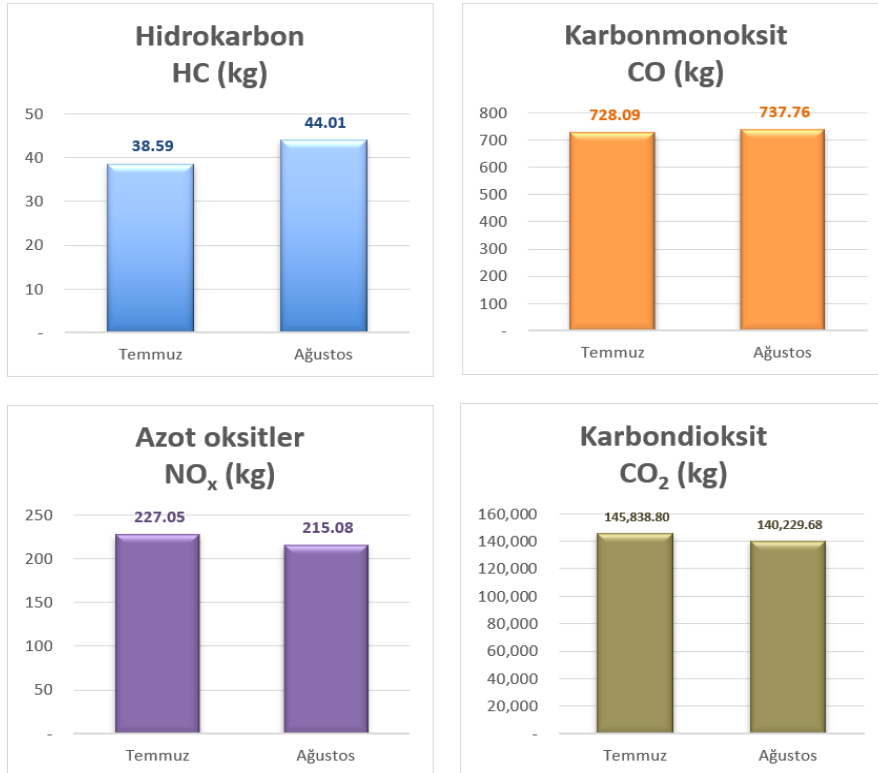 Hidrokarbon
HC (kg)
50
40
30
20
10
-
38.59
44.01
Temmuz
Ağustos
Karbonmonoksit
CO (kg)
800
700
600
500
400
300
200
100
-
728.09
737.76
Temmuz
Ağustos
Azot oksitler
NOx (kg)
250
200
150
100
50
-
227.05
215.08
Temmuz
Ağustos
Karbondioksit
CO2 (kg)
160,000
140,000
120,000
100,000
80,000
60,000
40,000
20,000
-
145,838.80
140,229.68
Temmuz
Ağustos